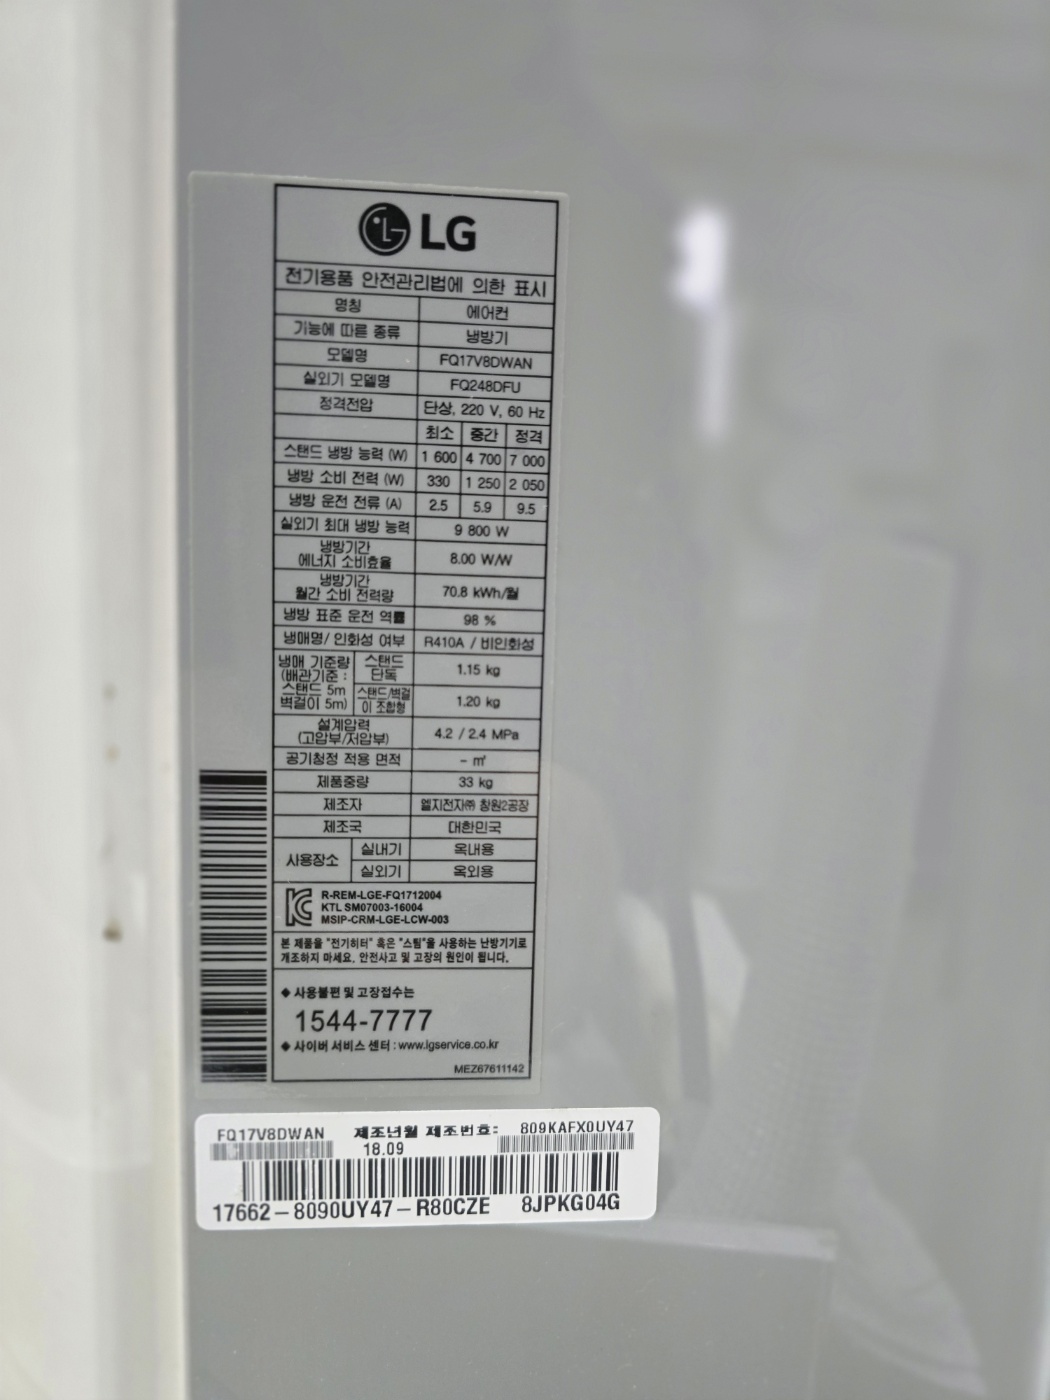 LG
전기용품 안전관리법에 의한 표시
명칭 에어컨
기능에 따른 종류 냉방기
모델명 FQ17V8DWAN
실외기 모델명 FQ248DFU
정격전압 단상, 220 V, 60 Hz
최소 중간 정격
스탠드 냉방 능력 (W) 1 600 4 700 7 000
냉방 소비 전력 (W) 330 1 250 2 050
냉방 운전 전류 (A) 2.5 5.9 9.5
실외기 최대 냉방 능력 9 800 W
냉방기간
에너지 소비효율 8.00 W/W
냉방기간
월간 소비 전력량 70.8 kWh/월
냉방 표준 운전 역률 98 %
냉매명/ 인화성 여부 R410A / 비인화성
냉매 기준량
(배관기준 :
스탠드 5m
벽걸이 5m)
스탠드
단독 1.15 kg
스탠드/벽걸
이 조합형 1.20 kg
설계압력
(고압부/저압부) 4.2 / 2.4 MPa
공기청정 적용 면적 - ㎡
제품중량 33 kg
제조자 엘지전자㈜ 창원2공장
제조국 대한민국
사용장소 실내기 옥내용
실외기 옥외용
R-REM-LGE-FQ1712004
KTL SM07003-16004
MSIP-CRM-LGE-LCW-003
본 제품을 "전기히터" 혹은 "스팀"을 사용하는 난방기기로
개조하지 마세요. 안전사고 및 고장의 원인이 됩니다.
◆ 사용불편 및 고장접수는
1544-7777
◆ 사이버 서비스 센터 : www.lgservice.co.kr
MEZ67611142
FQ17V8DWAN 제조년월 제조번호: 809KAFX0UY47
18.09
17662-8090UY47-R80CZE 8JPKG04G